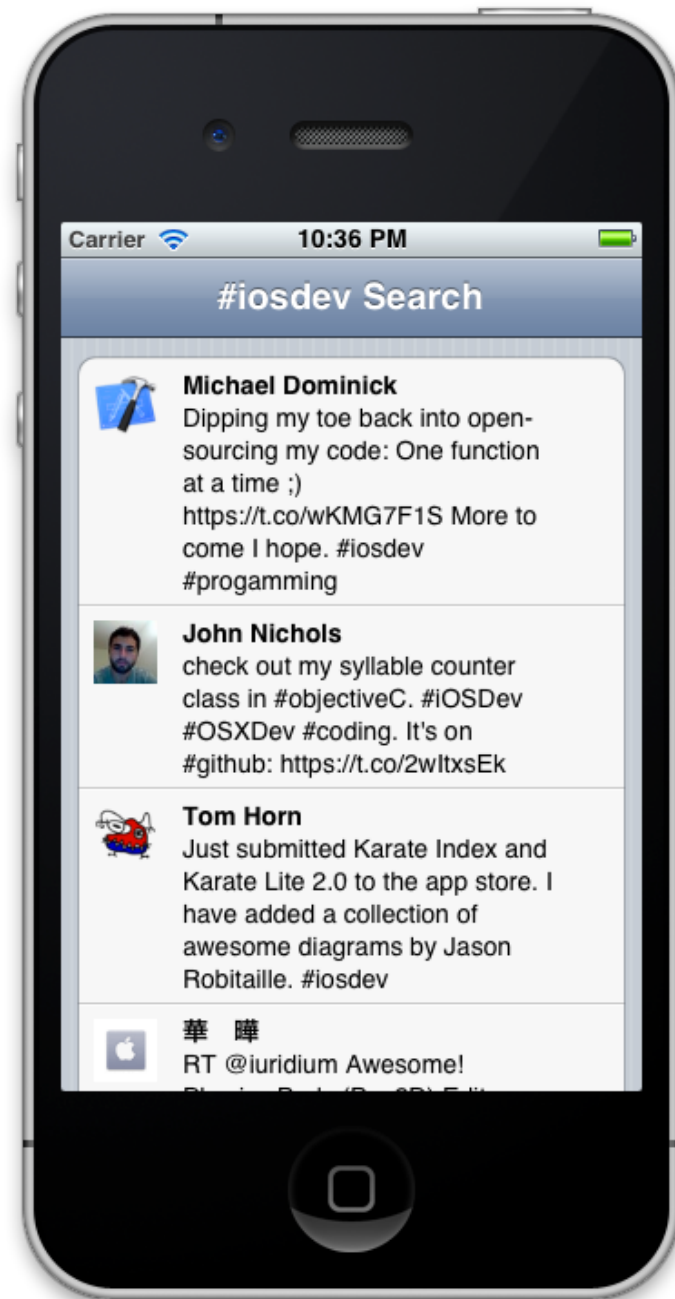 Carrier 10:36 PM
#iosdev Search
Michael Dominick
Dipping my toe back into open-
sourcing my code: One function
at a time ;)
https://t.co/wKMG7F1S More to
come I hope. #iosdev
#progamming
John Nichols
check out my syllable counter
class in #objectiveC. #iOSDev
#OSXDev #coding. It's on
#github: https://t.co/2wItxsEk
Tom Horn
Just submitted Karate Index and
Karate Lite 2.0 to the app store. I
have added a collection of
awesome diagrams by Jason
Robitaille. #iosdev
華 曄
RT @iuridium Awesome!